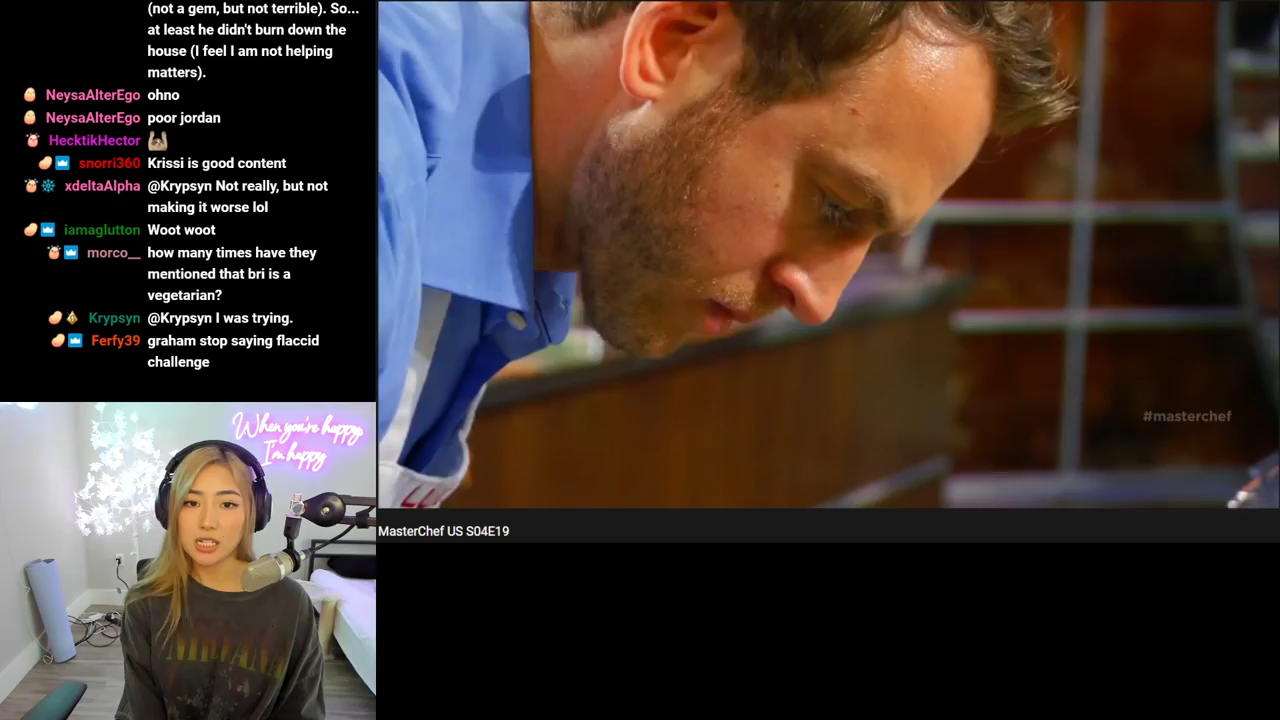 (not a gem, but not terrible). So...
at least he didn't burn down the
house (I feel I am not helping
matters).
NeysaAlterEgo ohno
NeysaAlterEgo poor jordan
HecktikHector
snorri360 Krissi is good content
xdeltaAlpha @Krypsyn Not really, but not
making it worse lol
iamaglutton Woot woot
morco__ how many times have they
mentioned that bri is a
vegetarian?
Krypsyn @Krypsyn I was trying.
Ferfy39 graham stop saying flaccid
challenge
#masterchef
MasterChef US S04E19
When you're happy
I'm happy
NIRVANA